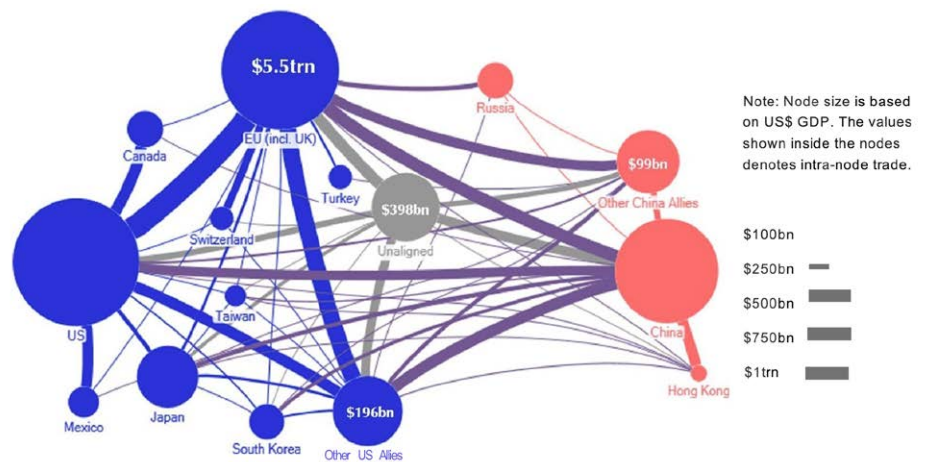 $5.5trn
Russia
EU (incl. UK)
Canada
$99bn
Turkey
Other China Allies
$398bn
Switzerland
Unaligned
Taiwan
US
China
Hong Kong
Japan
Mexico
$196bn
South Korea
Other US Allies
Note: Node size is based
on US$ GDP. The values
shown inside the nodes
denotes intra-node trade.
$100bn
$250bn
$500bn
$750bn
$1trn